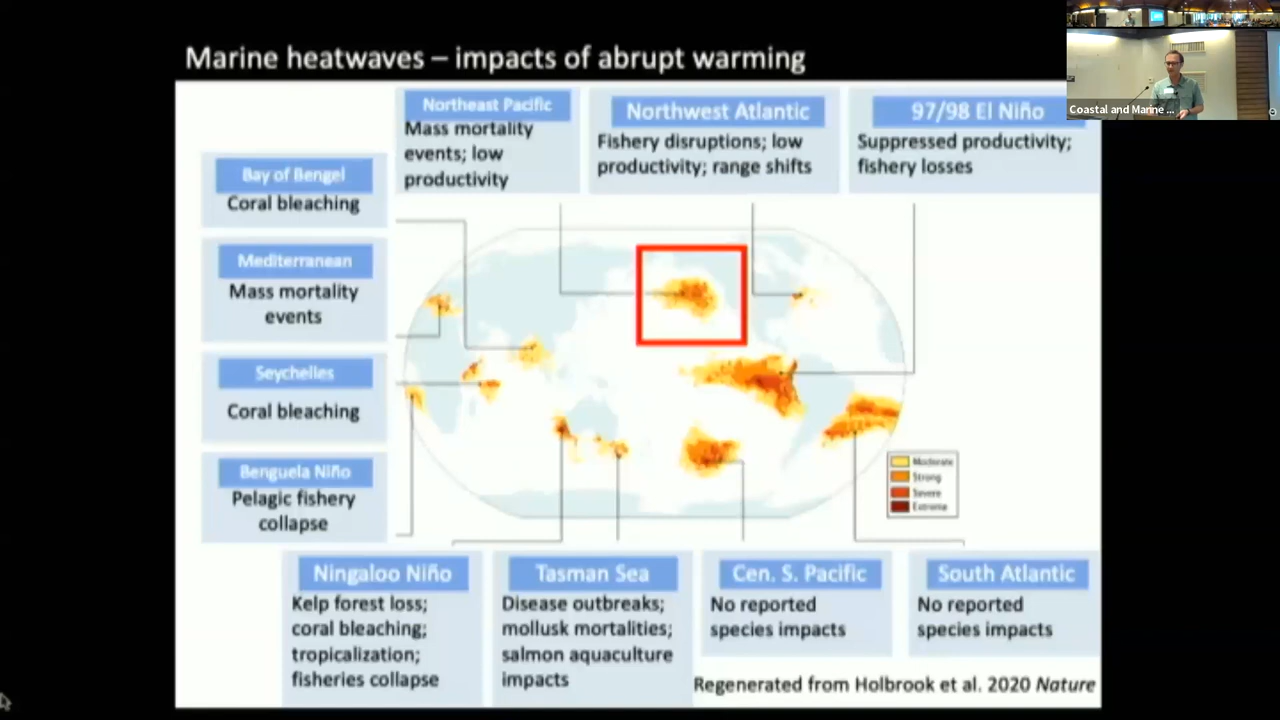 Marine heatwaves – impacts of abrupt warming
Coastal and Marine ...
Northeast Pacific
Mass mortality
events; low
productivity
Northwest Atlantic
Fishery disruptions; low
productivity; range shifts
97/98 El Niño
Suppressed productivity;
fishery losses
Bay of Bengel
Coral bleaching
Mediterranean
Mass mortality
events
Seychelles
Coral bleaching
Benguela Niño
Pelagic fishery
collapse
Moderate
Strong
Severe
Extreme
Ningaloo Niño
Kelp forest loss;
coral bleaching;
tropicalization;
fisheries collapse
Tasman Sea
Disease outbreaks;
mollusk mortalities;
salmon aquaculture
impacts
Cen. S. Pacific
No reported
species impacts
South Atlantic
No reported
species impacts
Regenerated from Holbrook et al. 2020 Nature